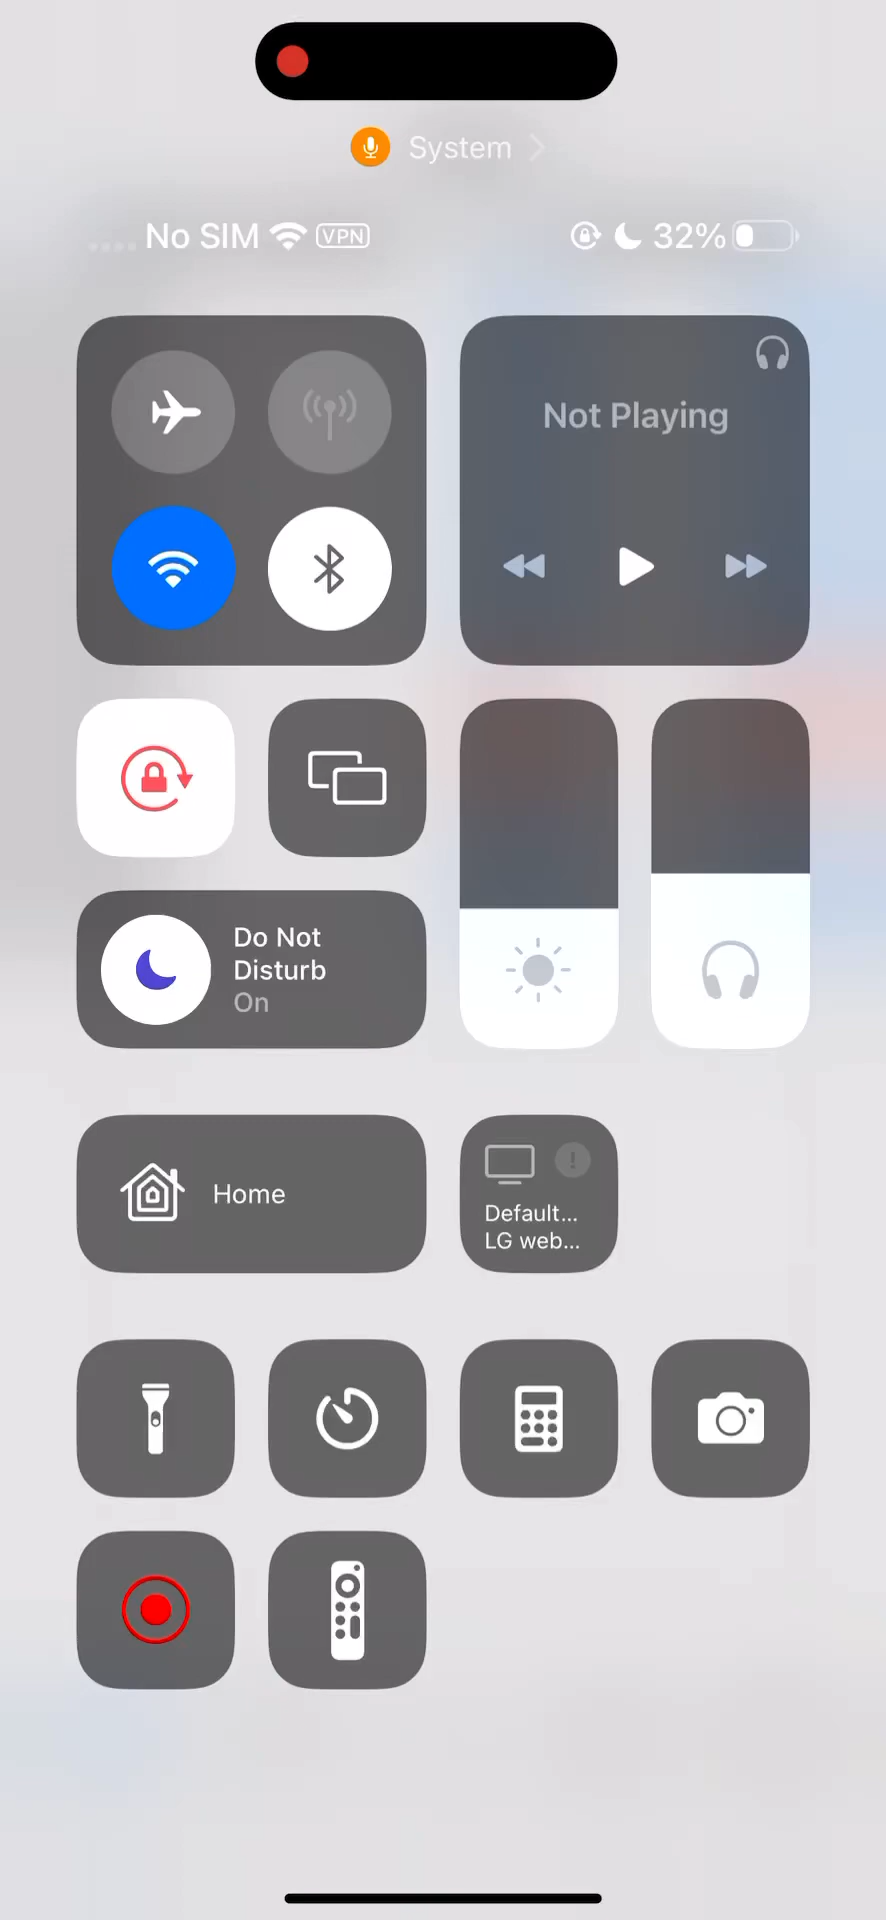 System
No SIM VPN 32%
Not Playing
Do Not
Disturb
On
Home
Default...
LG web...